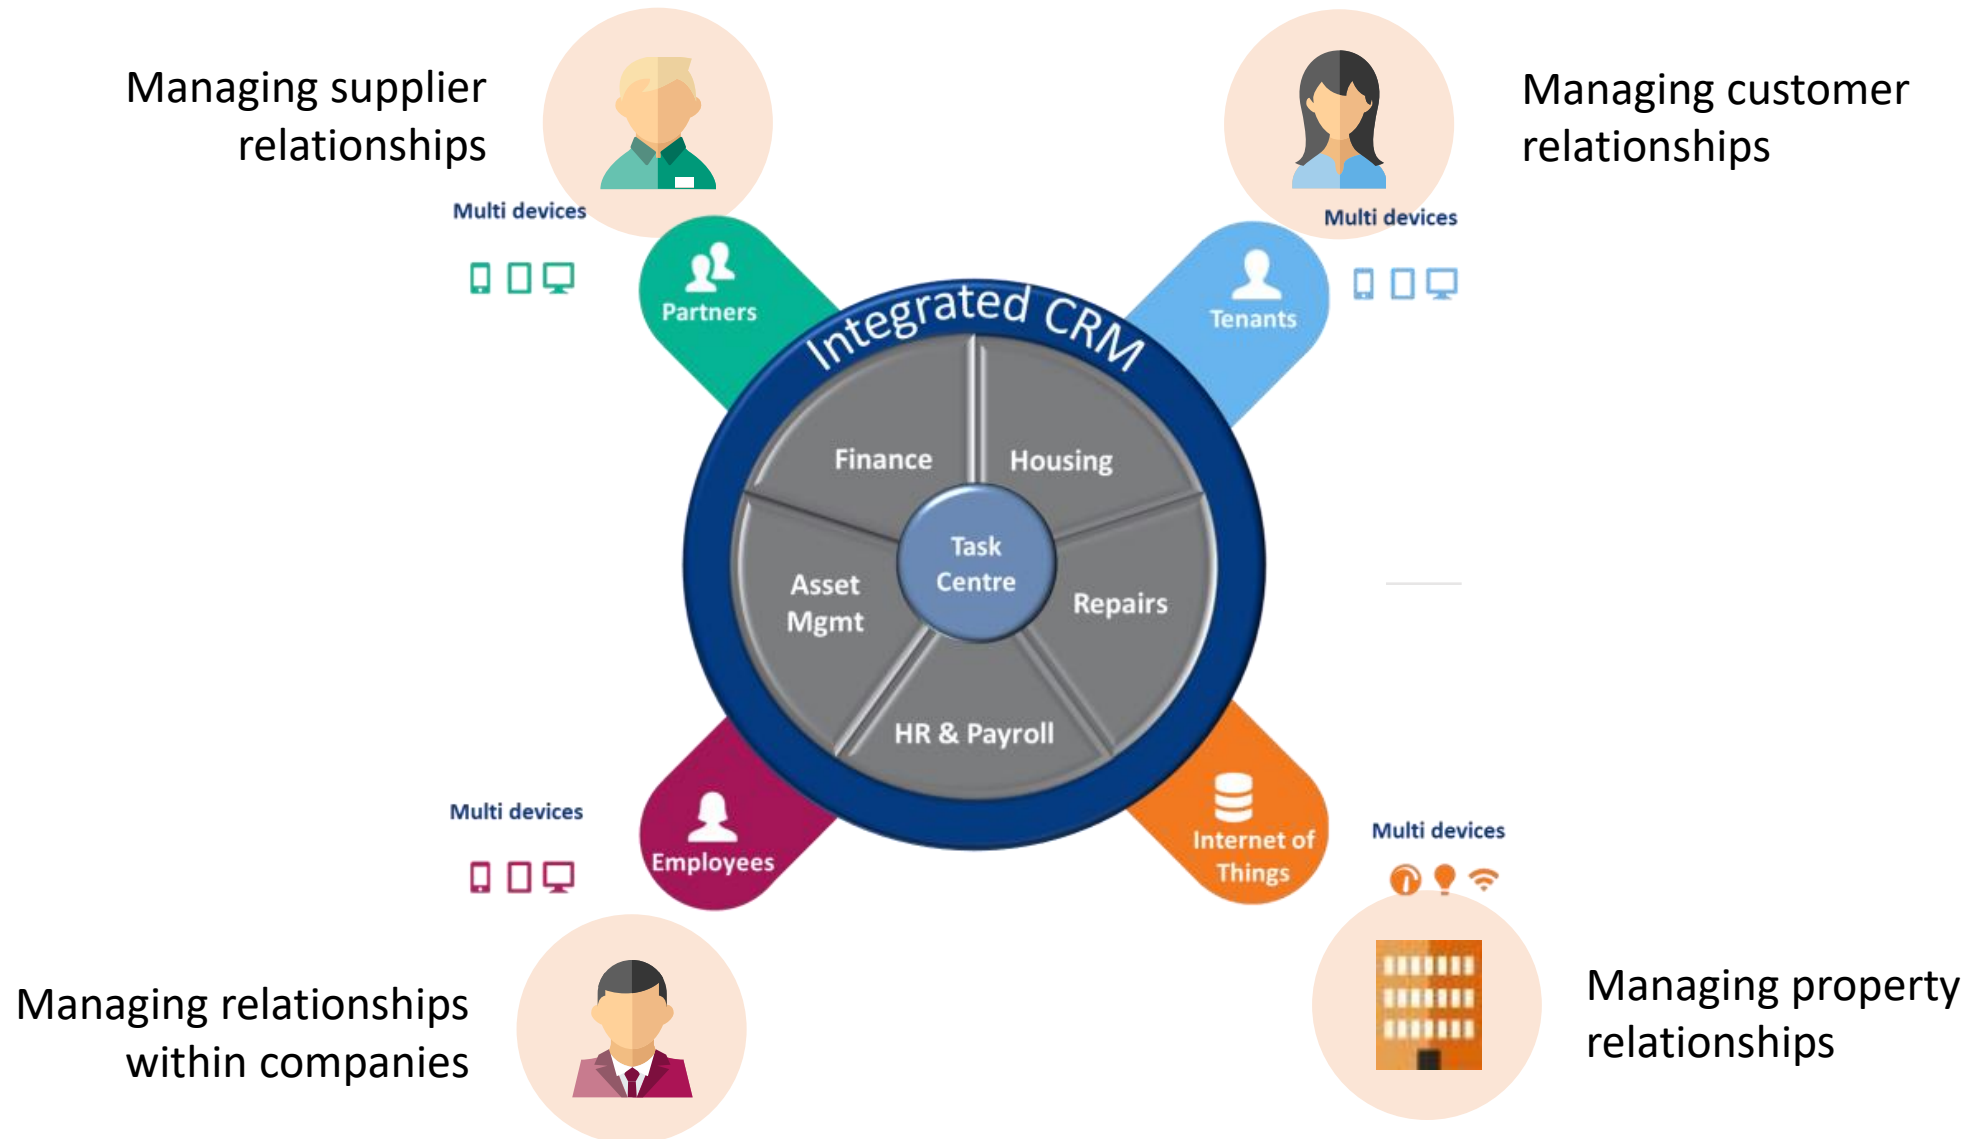 Managing supplier
relationships
Managing customer
relationships
Multi devices
Multi devices
Partners
Tenants
Integrated CRM
Finance
Housing
Task
Centre
Asset
Mgmt
Repairs
HR & Payroll
Multi devices
Employees
Internet of
Things
Multi devices
Managing relationships
within companies
Managing property
relationships